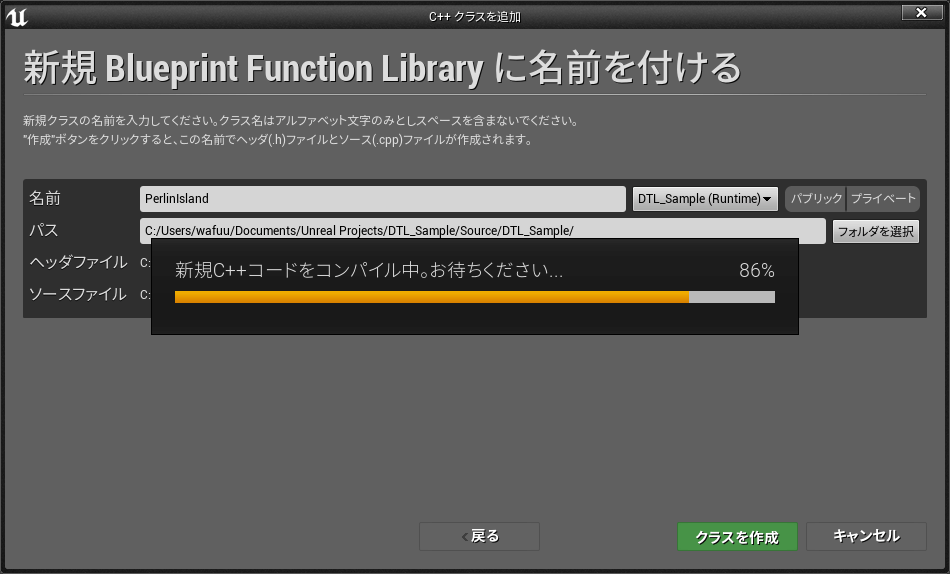 C++ クラスを追加
新規 Blueprint Function Library に名前を付ける
新規クラスの名前を入力してください。クラス名はアルファベット文字のみとしスペースを含まないでください。
"作成"ボタンをクリックすると、この名前でヘッダ(.h)ファイルとソース(.cpp)ファイルが作成されます。
名前 PerlinIsland DTL_Sample (Runtime) パブリック プライベート
パス C:/Users/wafuu/Documents/Unreal Projects/DTL_Sample/Source/DTL_Sample/ フォルダを選択
ヘッダファイル C:
ソースファイル C:
新規C++コードをコンパイル中。お待ちください... 86%
戻る クラスを作成 キャンセル